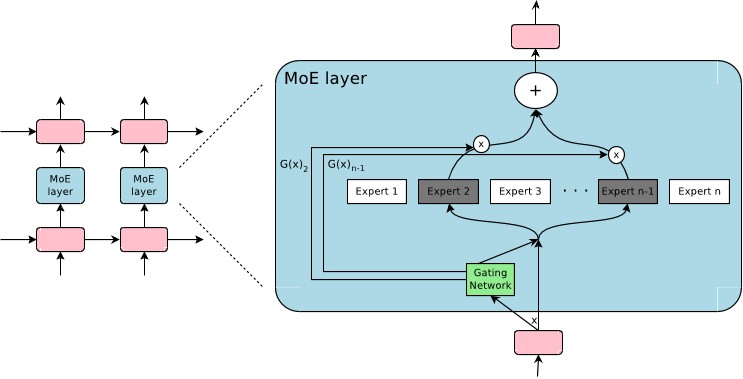 MoE layer
MoE
layer
MoE
layer
+
x
x
G(x)2
G(x)n-1
Expert 1
Expert 2
Expert 3
. . .
Expert n-1
Expert n
Gating
Network
x